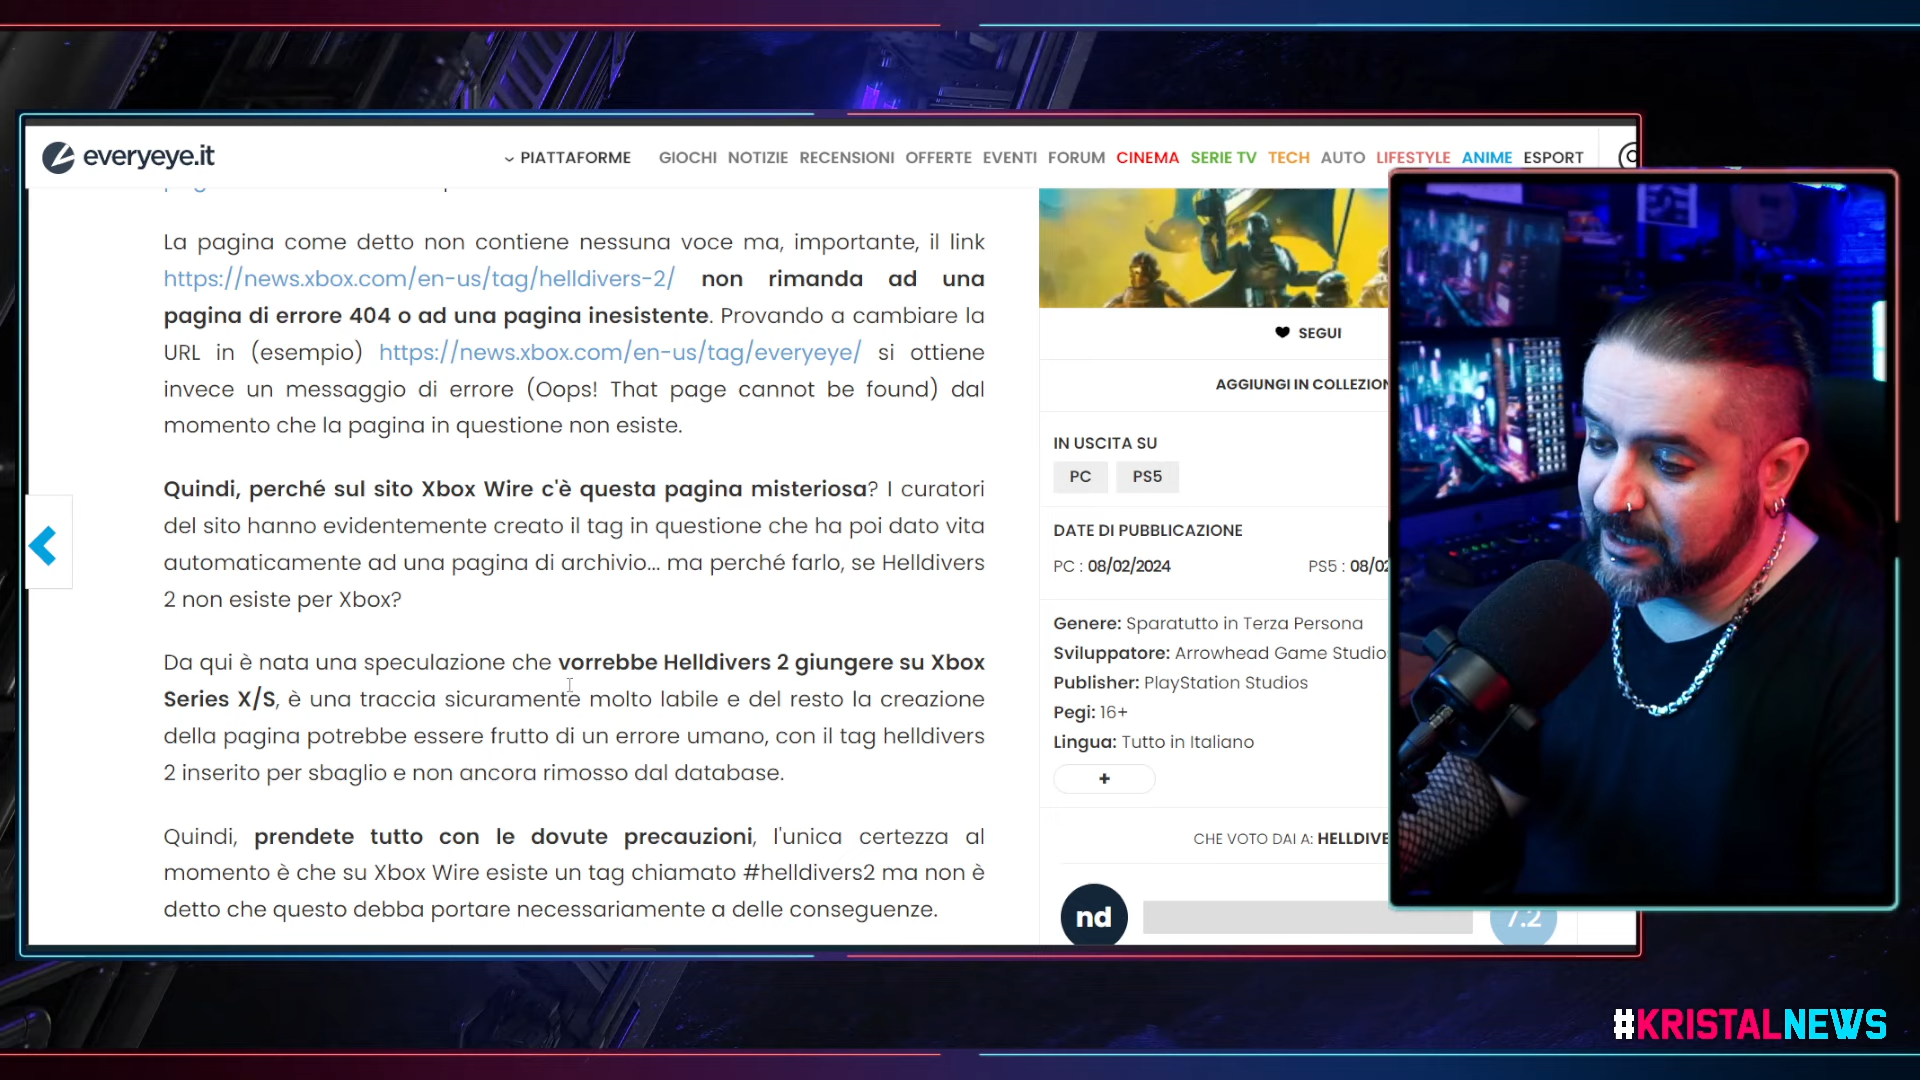 everyeye.it
PIATTAFORME GIOCHI NOTIZIE RECENSIONI OFFERTE EVENTI FORUM CINEMA SERIE TV TECH AUTO LIFESTYLE ANIME ESPORT
La pagina come detto non contiene nessuna voce ma, importante, il link
https://news.xbox.com/en-us/tag/helldivers-2/ non rimanda ad una
pagina di errore 404 o ad una pagina inesistente. Provando a cambiare la
URL in (esempio) https://news.xbox.com/en-us/tag/everyeye/ si ottiene
invece un messaggio di errore (Oops! That page cannot be found) dal
momento che la pagina in questione non esiste.
Quindi, perché sul sito Xbox Wire c'è questa pagina misteriosa? I curatori
del sito hanno evidentemente creato il tag in questione che ha poi dato vita
automaticamente ad una pagina di archivio... ma perché farlo, se Helldivers
2 non esiste per Xbox?
Da qui è nata una speculazione che vorrebbe Helldivers 2 giungere su Xbox
Series X/S, è una traccia sicuramente molto labile e del resto la creazione
della pagina potrebbe essere frutto di un errore umano, con il tag helldivers
2 inserito per sbaglio e non ancora rimosso dal database.
Quindi, prendete tutto con le dovute precauzioni, l'unica certezza al
momento è che su Xbox Wire esiste un tag chiamato #helldivers2 ma non è
detto che questo debba portare necessariamente a delle conseguenze.
SEGUI
AGGIUNGI IN COLLEZION
IN USCITA SU
PC PS5
DATE DI PUBBLICAZIONE
PC : 08/02/2024 PS5 : 08/02
Genere: Sparatutto in Terza Persona
Sviluppatore: Arrowhead Game Studio
Publisher: PlayStation Studios
Pegi: 16+
Lingua: Tutto in Italiano
+
CHE VOTO DAI A: HELLDIVE
nd 7.2
#KRISTALNEWS